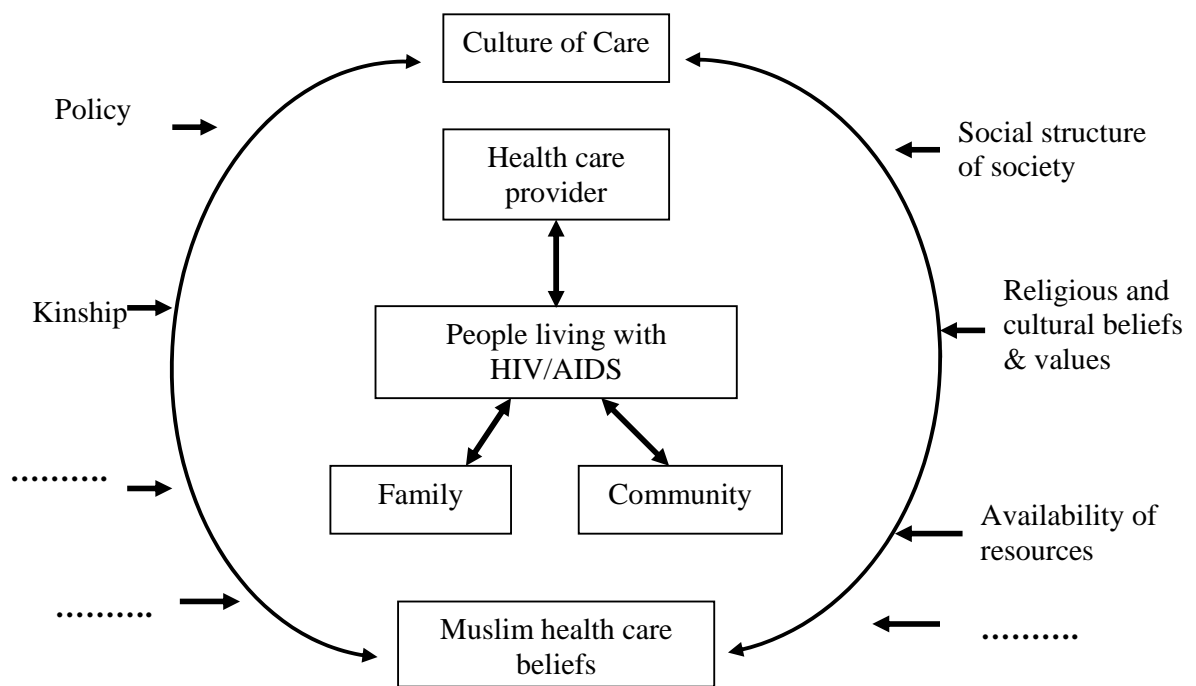 Culture of Care
Policy
Social structure
of society
Health care
provider
Kinship
Religious and
cultural beliefs
& values
People living with
HIV/AIDS
..........
Family
Community
Availability of
resources
..........
Muslim health care
beliefs
..........